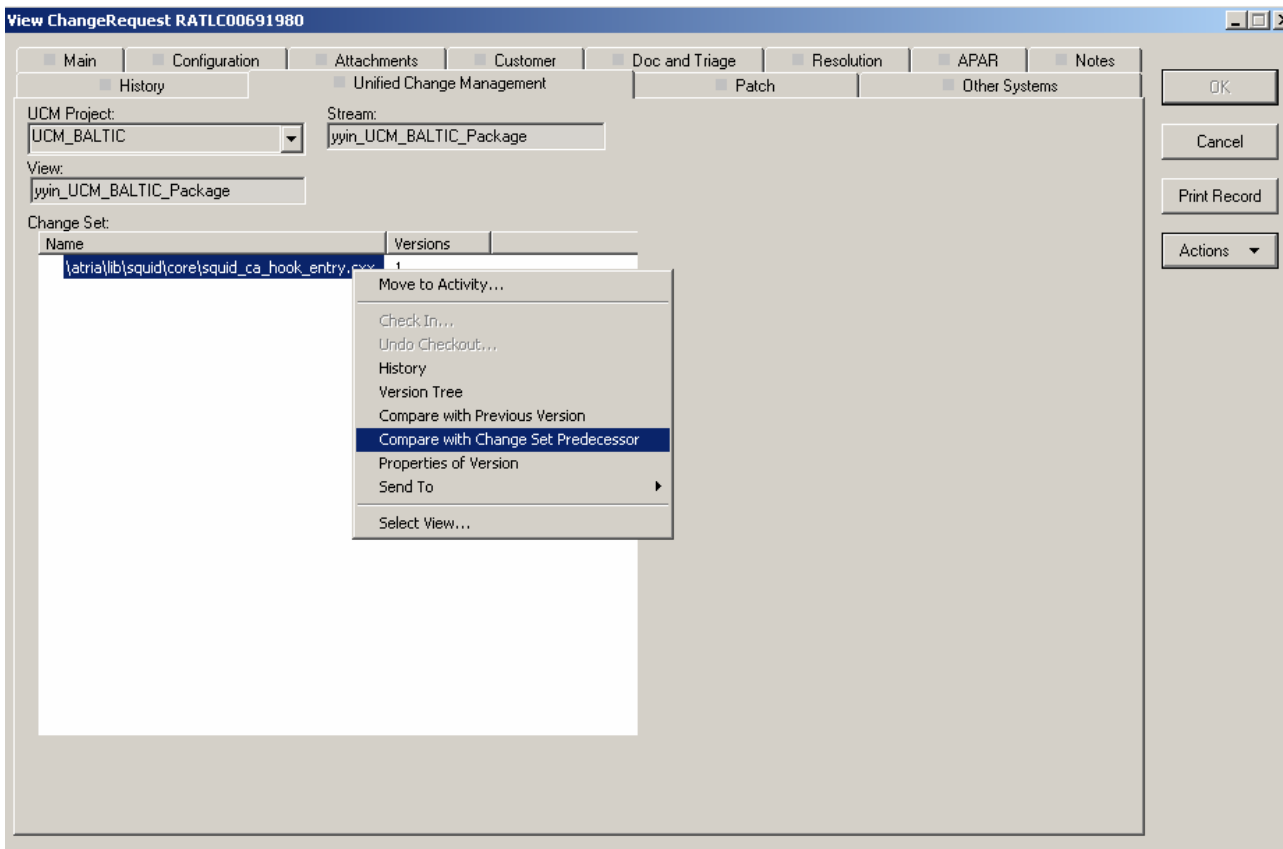 View ChangeRequest RATLC00691980
Main Configuration Attachments Customer Doc and Triage Resolution APAR Notes
History Unified Change Management Patch Other Systems
OK
Cancel
Print Record
Actions
UCM Project: Stream:
UCM_BALTIC yyin_UCM_BALTIC_Package
View:
yyin_UCM_BALTIC_Package
Change Set:
Name Versions
\atria\lib\squid\core\squid_ca_hook_entry.cxx 1
Move to Activity...
Check In...
Undo Checkout...
History
Version Tree
Compare with Previous Version
Compare with Change Set Predecessor
Properties of Version
Send To
Select View...